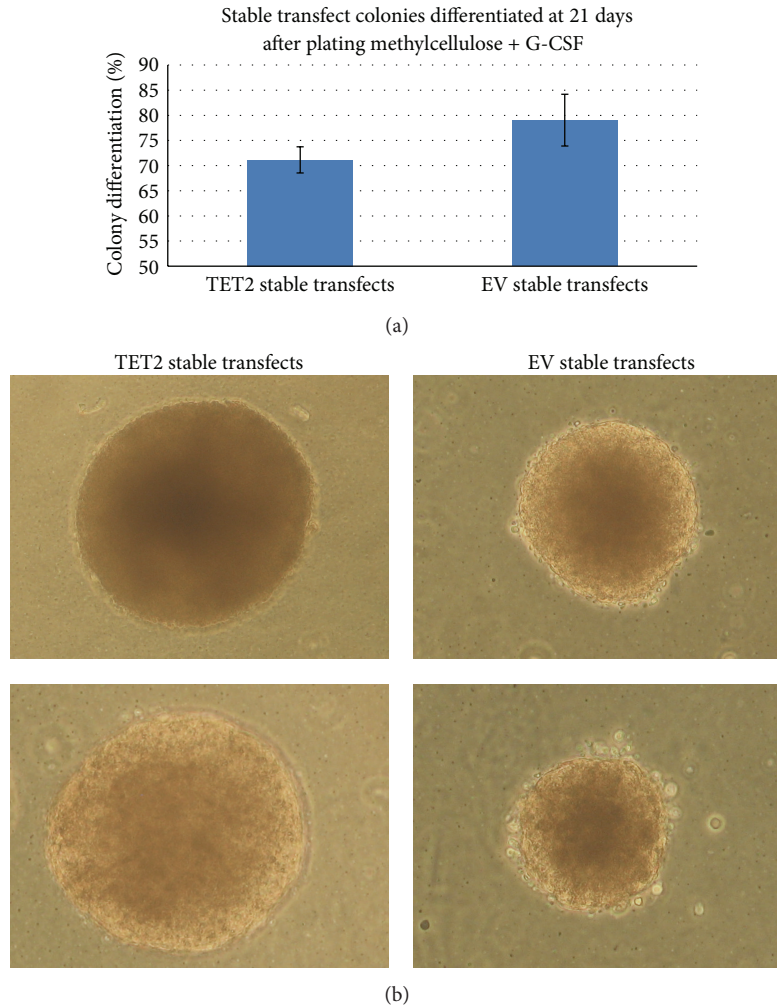 Stable transfect colonies differentiated at 21 days
after plating methylcellulose + G-CSF
Colony differentiation (%)
90
85
80
75
70
65
60
55
50
TET2 stable transfects
EV stable transfects
(a)
TET2 stable transfects
EV stable transfects
(b)